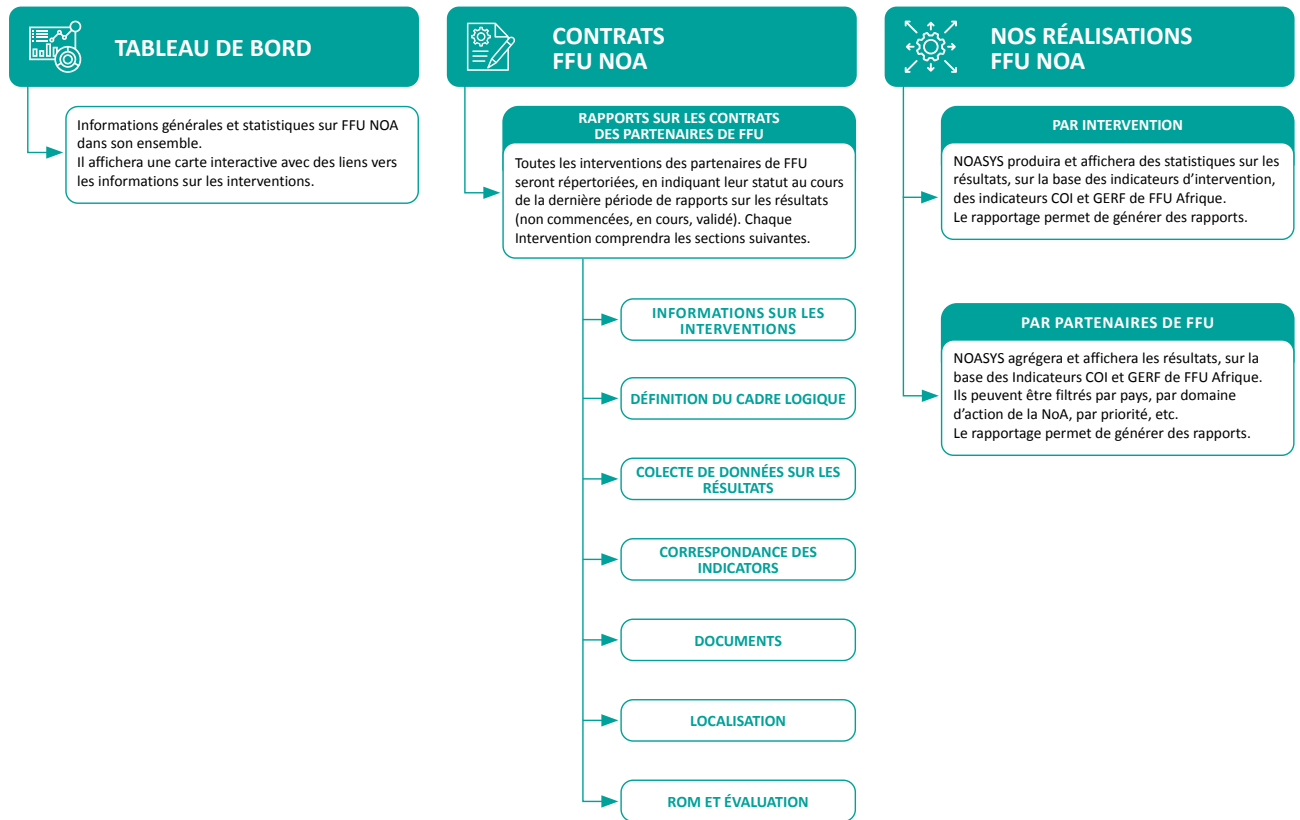 TABLEAU DE BORD
Informations générales et statistiques sur FFU NOA
dans son ensemble.
Il affichera une carte interactive avec des liens vers
les informations sur les interventions.
CONTRATS
FFU NOA
RAPPORTS SUR LES CONTRATS
DES PARTENAIRES DE FFU
Toutes les interventions des partenaires de FFU
seront répertoriées, en indiquant leur statut au cours
de la dernière période de rapports sur les résultats
(non commencées, en cours, validé). Chaque
Intervention comprendra les sections suivantes.
INFORMATIONS SUR LES
INTERVENTIONS
DÉFINITION DU CADRE LOGIQUE
COLECTE DE DONNÉES SUR LES
RÉSULTATS
CORRESPONDANCE DES
INDICATORS
DOCUMENTS
LOCALISATION
ROM ET ÉVALUATION
NOS RÉALISATIONS
FFU NOA
PAR INTERVENTION
NOASYS produira et affichera des statistiques sur les
résultats, sur la base des indicateurs d'intervention,
des indicateurs COI et GERF de FFU Afrique.
Le rapportage permet de générer des rapports.
PAR PARTENAIRES DE FFU
NOASYS agrégera et affichera les résultats, sur la
base des Indicateurs COI et GERF de FFU Afrique.
Ils peuvent être filtrés par pays, par domaine
d'action de la NoA, par priorité, etc.
Le rapportage permet de générer des rapports.